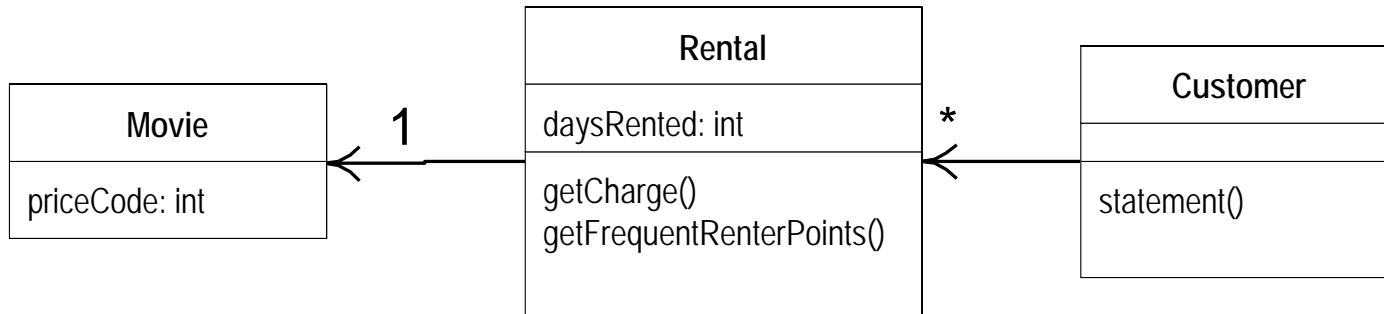 Movie
priceCode: int
1
Rental
daysRented: int
getCharge()
getFrequentRenterPoints()
*
Customer
statement()